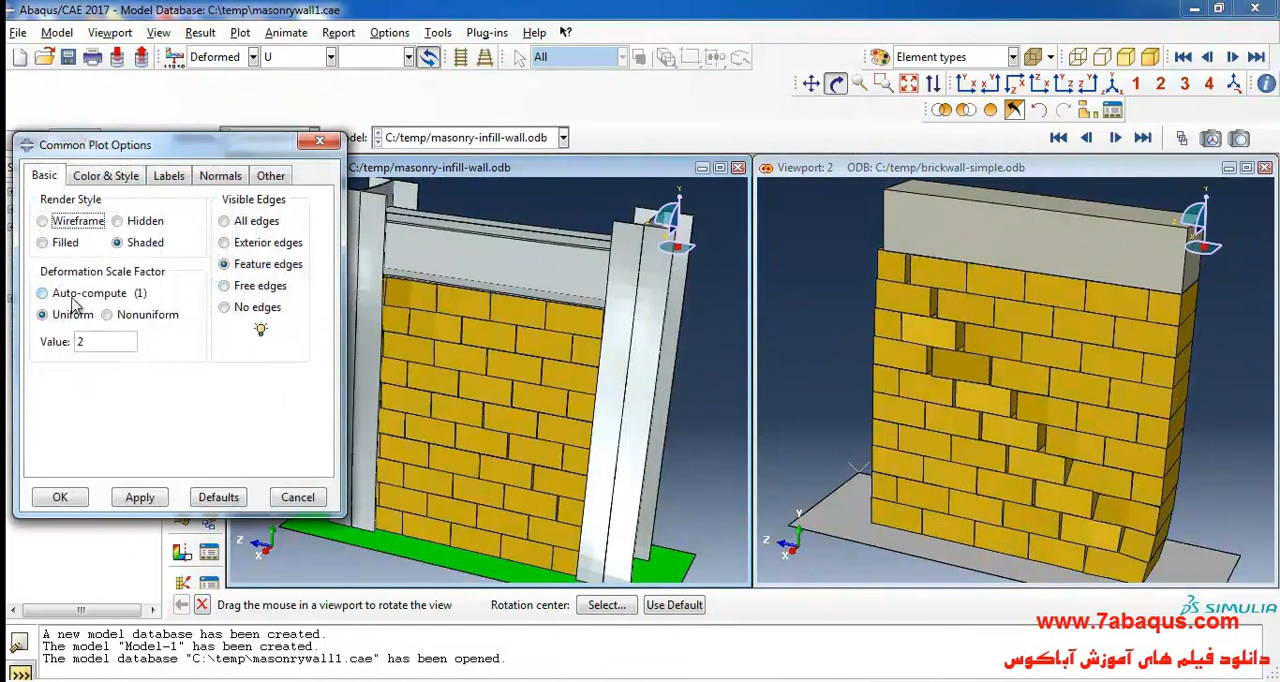 Abaqus/CAE 2017 - Model Database: C:\temp\masonrywall1.cae
File Model Viewport View Result Plot Animate Report Options Tools Plug-ins Help
Deformed U All Element types
1 2 3 4
C:/temp/masonry-infill-wall.odb
Common Plot Options
C:/temp/masonry-infill-wall.odb
Viewport: 2 ODB: C:/temp/brickwall-simple.odb
Basic Color & Style Labels Normals Other
Render Style
Wireframe Hidden
Filled Shaded
Deformation Scale Factor
Auto-compute (1)
Uniform Nonuniform
Value: 2
Visible Edges
All edges
Exterior edges
Feature edges
Free edges
No edges
OK Apply Defaults Cancel
Y
Z
X
Y
Z
X
Drag the mouse in a viewport to rotate the view Rotation center: Select... Use Default
SIMULIA
A new model database has been created.
The model "Model-1" has been created.
The model database "C:\temp\masonrywall1.cae" has been opened.
www.7abaqus.com
دانلود فیلم های آموزش آباکوس